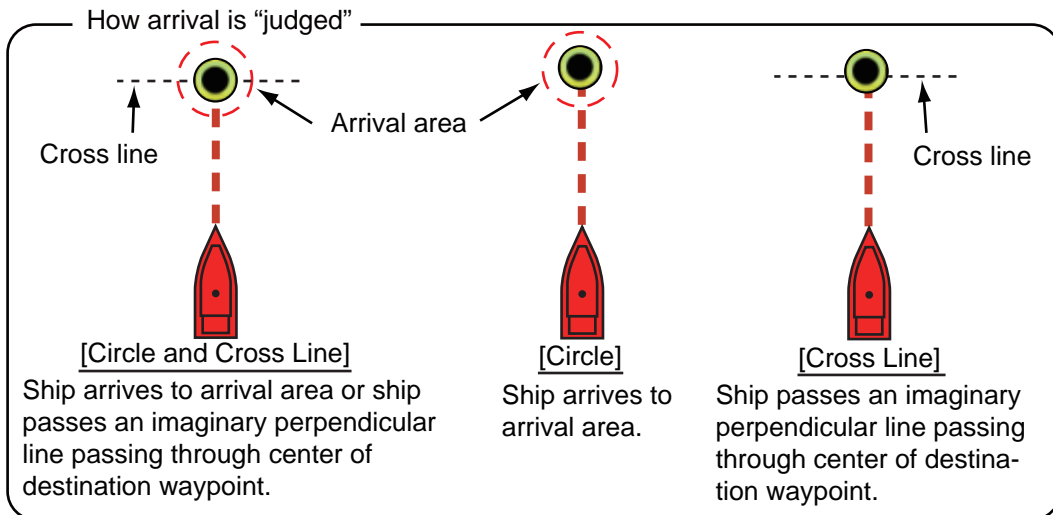 How arrival is “judged”
Arrival area
Cross line
Cross line
[Circle and Cross Line]
Ship arrives to arrival area or ship
passes an imaginary perpendicular
line passing through center of
destination waypoint.
[Circle]
Ship arrives to
arrival area.
[Cross Line]
Ship passes an imaginary
perpendicular line passing
through center of destina-
tion waypoint.